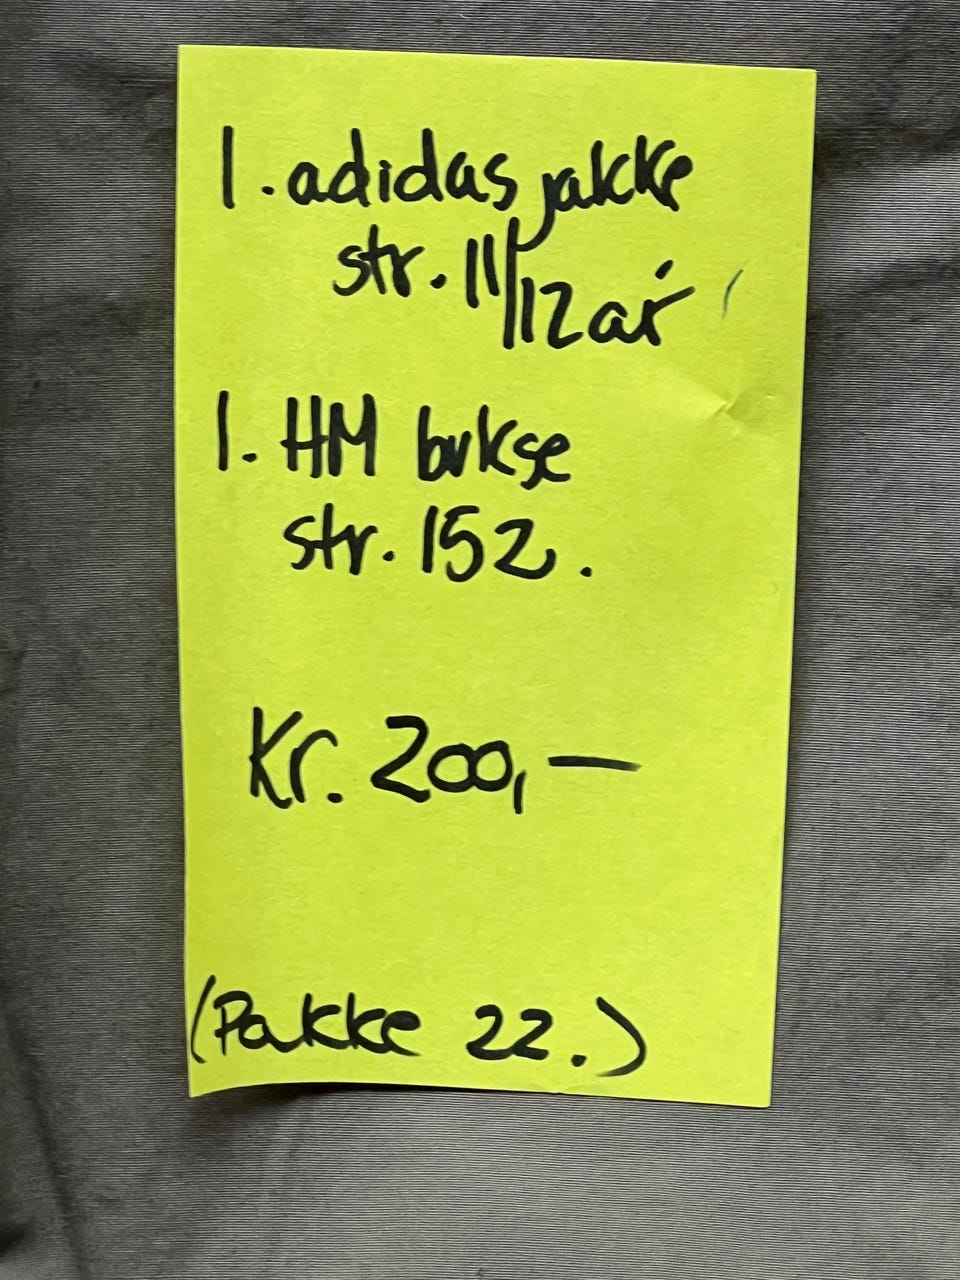 1. adidas jakke
str. 11/12 år
1. HM bukse
str. 152.
Kr. 200,—
(Pakke 22.)